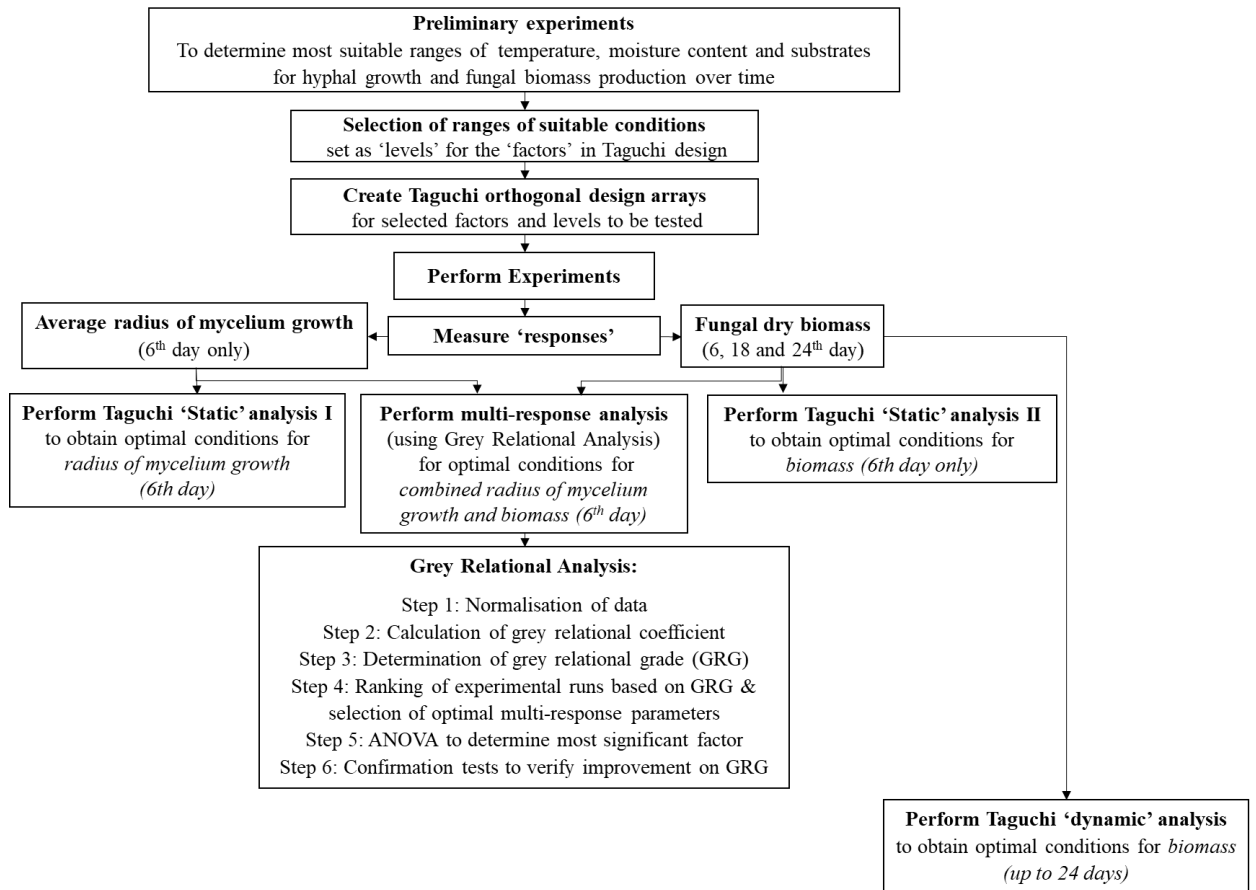 Preliminary experiments
To determine most suitable ranges of temperature, moisture content and substrates
for hyphal growth and fungal biomass production over time
Selection of ranges of suitable conditions
set as ‘levels’ for the ‘factors’ in Taguchi design
Create Taguchi orthogonal design arrays
for selected factors and levels to be tested
Perform Experiments
Average radius of mycelium growth
(6th day only)
Measure ‘responses’
Fungal dry biomass
(6, 18 and 24th day)
Perform Taguchi ‘Static’ analysis I
to obtain optimal conditions for
radius of mycelium growth
(6th day)
Perform multi-response analysis
(using Grey Relational Analysis)
for optimal conditions for
combined radius of mycelium
growth and biomass (6th day)
Perform Taguchi ‘Static’ analysis II
to obtain optimal conditions for
biomass (6th day only)
Grey Relational Analysis:
Step 1: Normalisation of data
Step 2: Calculation of grey relational coefficient
Step 3: Determination of grey relational grade (GRG)
Step 4: Ranking of experimental runs based on GRG &
selection of optimal multi-response parameters
Step 5: ANOVA to determine most significant factor
Step 6: Confirmation tests to verify improvement on GRG
Perform Taguchi ‘dynamic’ analysis
to obtain optimal conditions for biomass
(up to 24 days)